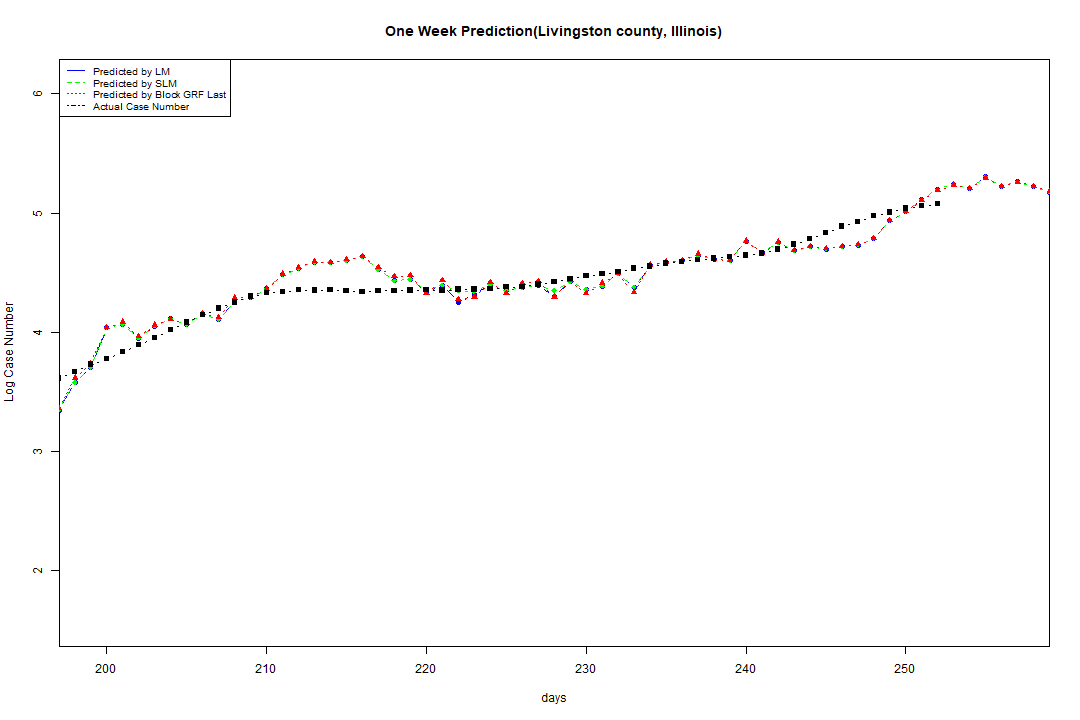 One Week Prediction(Livingston county, Illinois)
Predicted by LM
Predicted by SLM
Predicted by Block GRF Last
Actual Case Number
6
5
4
3
2
Log Case Number
200 210 220 230 240 250
days